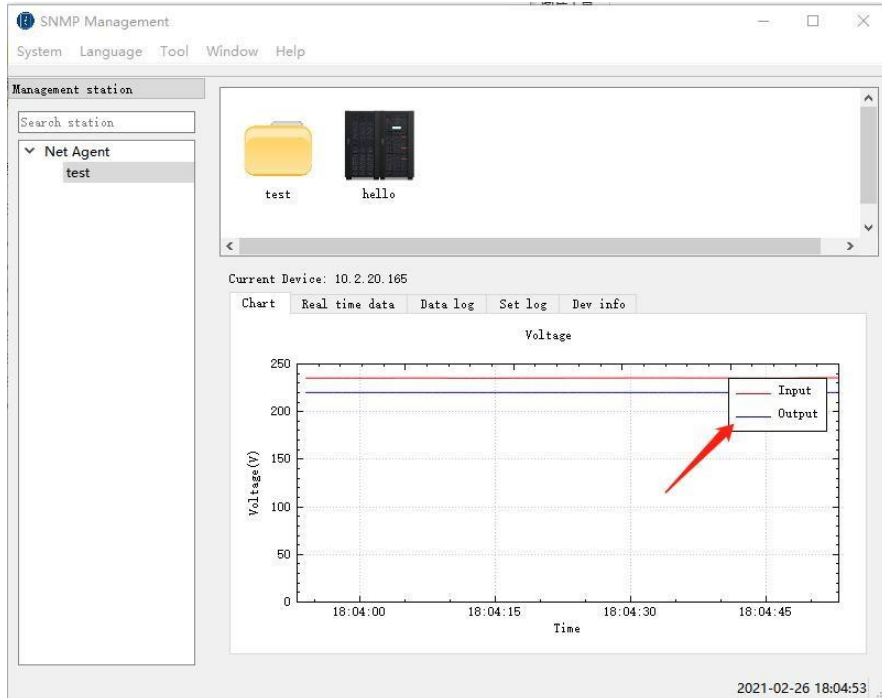 SNMP Management
System Language Tool Window Help
Management station
Search station
Net Agent
test
test hello
Current Device: 10.2.20.165
Chart Real time data Data log Set log Dev info
Voltage
Input
Output
Voltage(V)
250
200
150
100
50
0
18:04:00 18:04:15 18:04:30 18:04:45
Time
2021-02-26 18:04:53